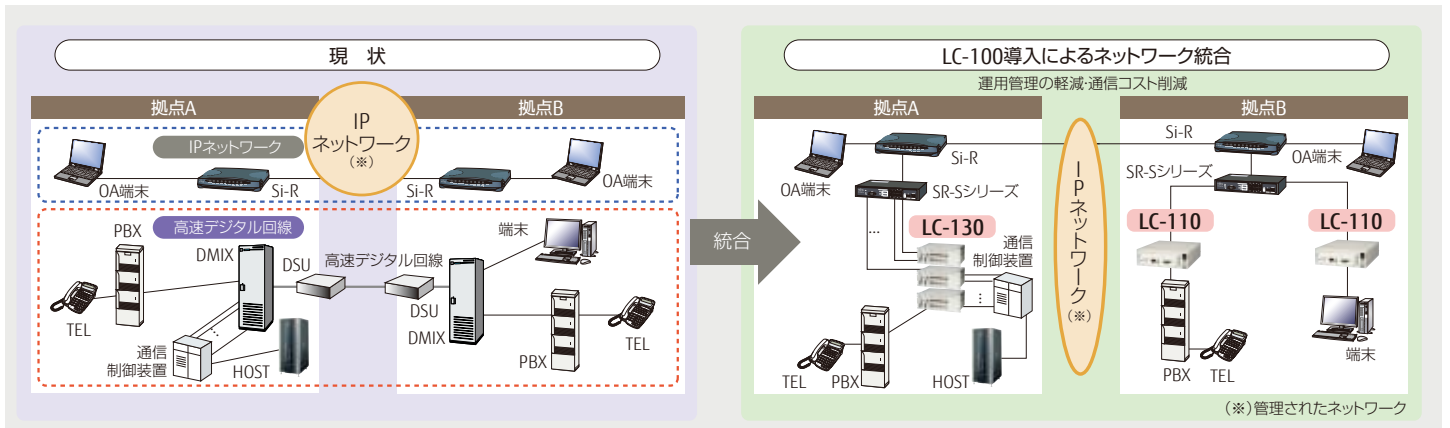 現 状
拠点A
拠点B
IP
ネットワーク
(※)
IPネットワーク
OA端末
Si-R
Si-R
OA端末
高速デジタル回線
PBX
DMIX
DSU
高速デジタル回線
端末
TEL
DSU
DMIX
通信
制御装置
HOST
PBX
TEL
統合
LC-100導入によるネットワーク統合
運用管理の軽減・通信コスト削減
拠点A
拠点B
OA端末
Si-R
SR-Sシリーズ
…
LC-130
通信
制御装置
…
TEL
PBX
HOST
IPネットワーク
(※)
Si-R
OA端末
SR-Sシリーズ
LC-110
LC-110
PBX
TEL
端末
(※)管理されたネットワーク